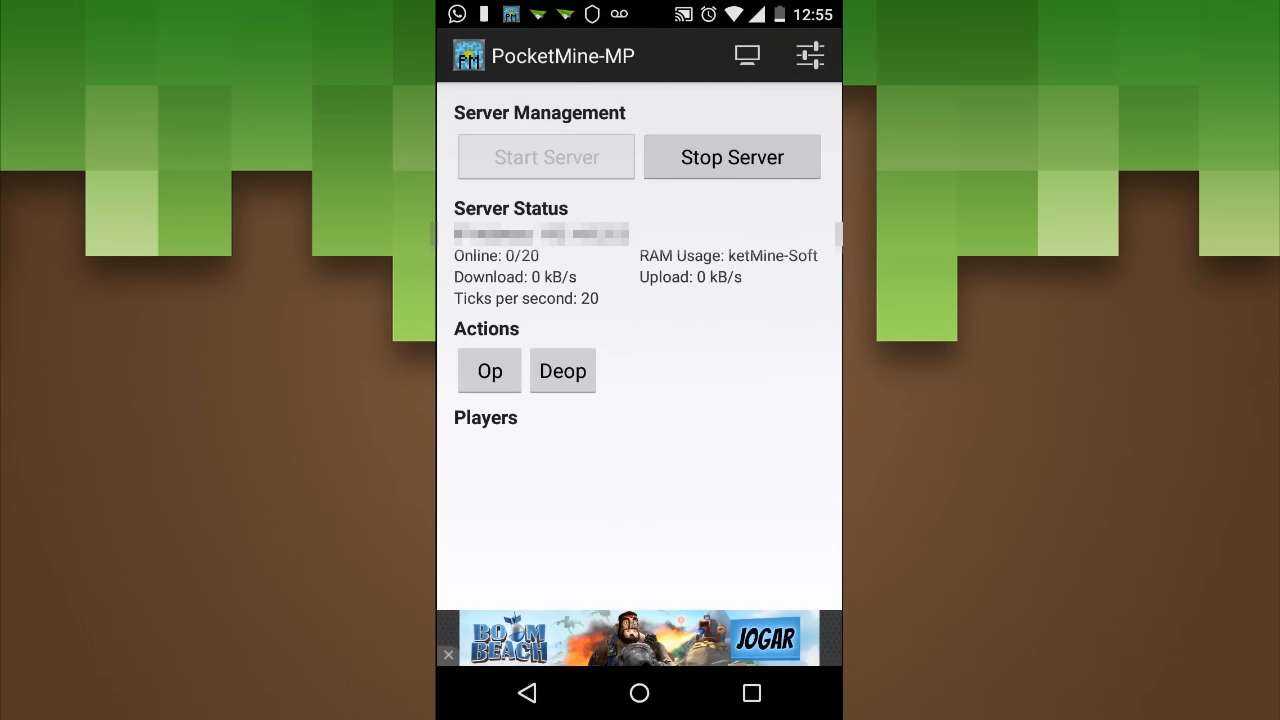 12:55
PM PocketMine-MP
Server Management
Start Server Stop Server
Server Status
Online: 0/20 RAM Usage: ketMine-Soft
Download: 0 kB/s Upload: 0 kB/s
Ticks per second: 20
Actions
Op Deop
Players
BOOM BEACH JOGAR